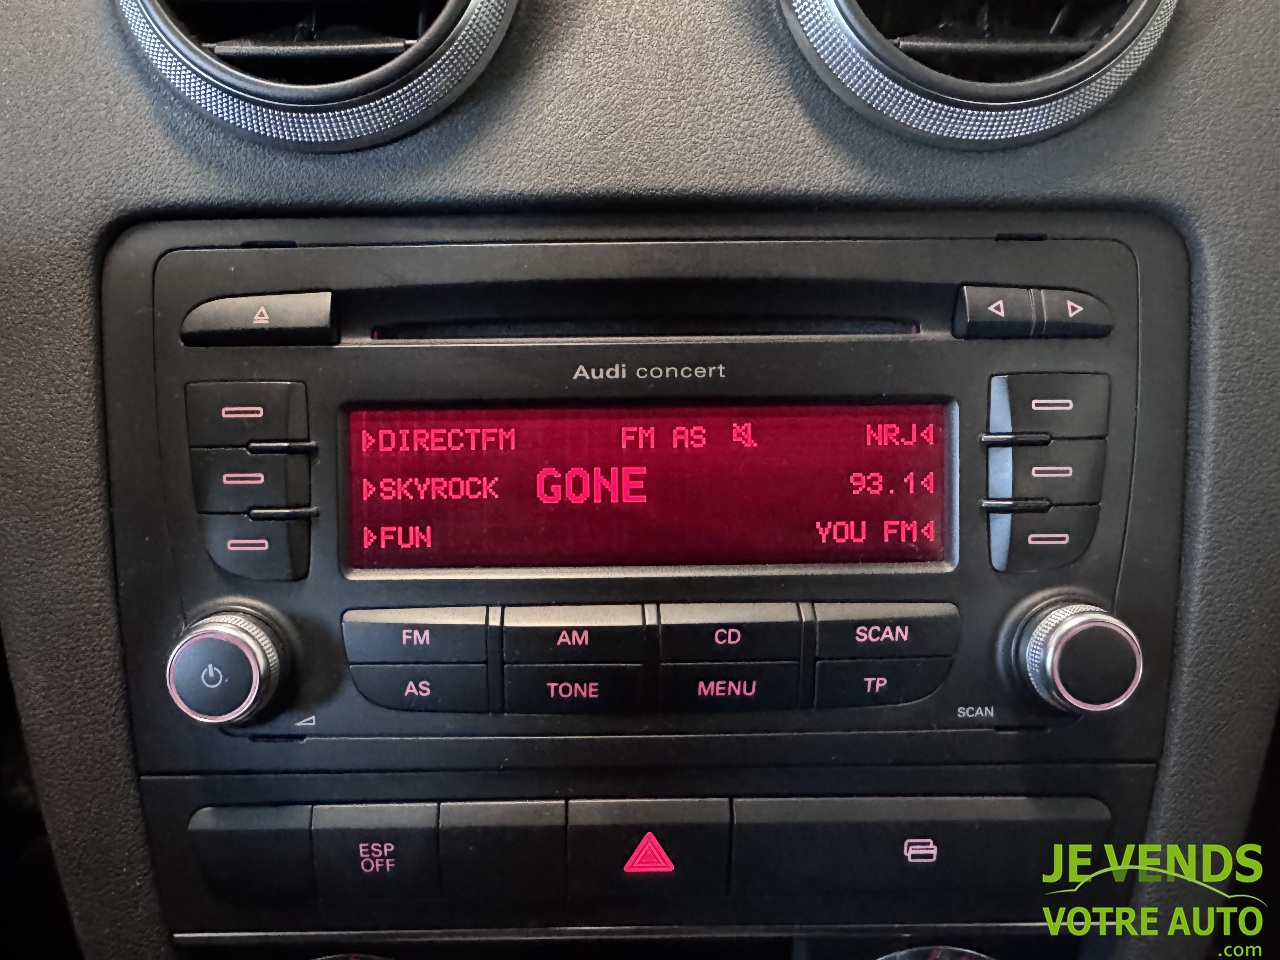 Audi concert
DIRECTFM FM AS NRJ
SKYROCK GONE 93.1
FUN YOU FM
FM AM CD SCAN
AS TONE MENU TP
SCAN
ESP
OFF
JE VENDS
VOTRE AUTO
.com